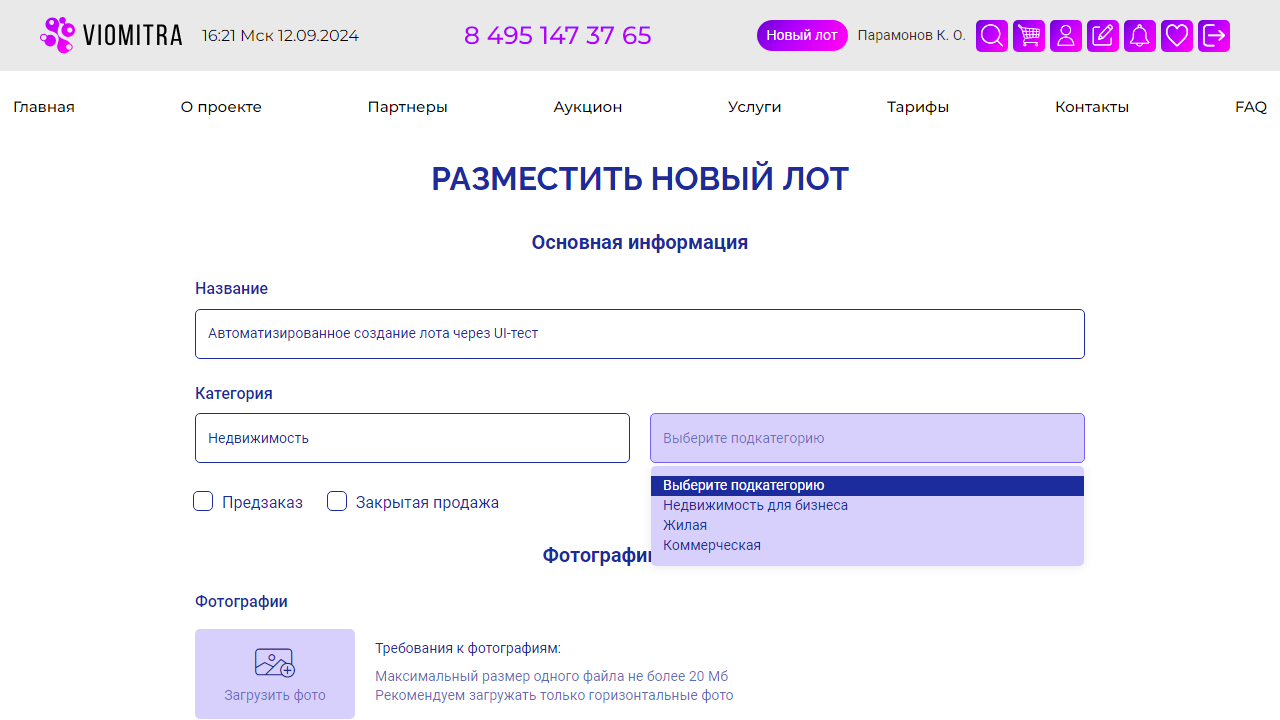 VIOMITRA
16:21 Мск 12.09.2024
8 495 147 37 65
Новый лот
Парамонов К. О.
Главная
О проекте
Партнеры
Аукцион
Услуги
Тарифы
Контакты
FAQ
РАЗМЕСТИТЬ НОВЫЙ ЛОТ
Основная информация
Название
Автоматизированное создание лота через UI-тест
Категория
Недвижимость
Выберите подкатегорию
Выберите подкатегорию
Недвижимость для бизнеса
Жилая
Коммерческая
Предзаказ
Закрытая продажа
Фотографии
Фотографии
Загрузить фото
Требования к фотографиям:
Максимальный размер одного файла не более 20 Мб
Рекомендуем загружать только горизонтальные фото